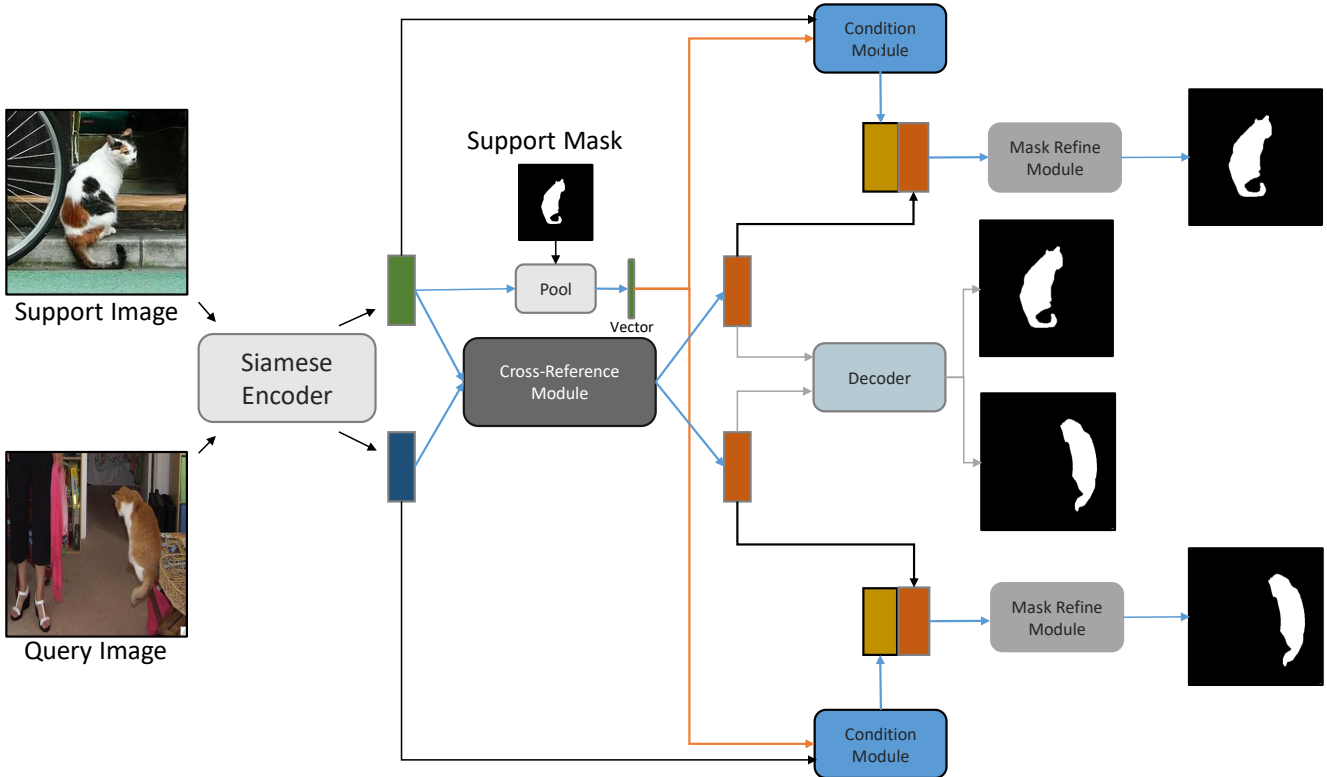 Condition
Module
Support Mask
Mask Refine
Module
Support Image
Pool
Vector
Siamese
Encoder
Cross-Reference
Module
Decoder
Query Image
Mask Refine
Module
Condition
Module